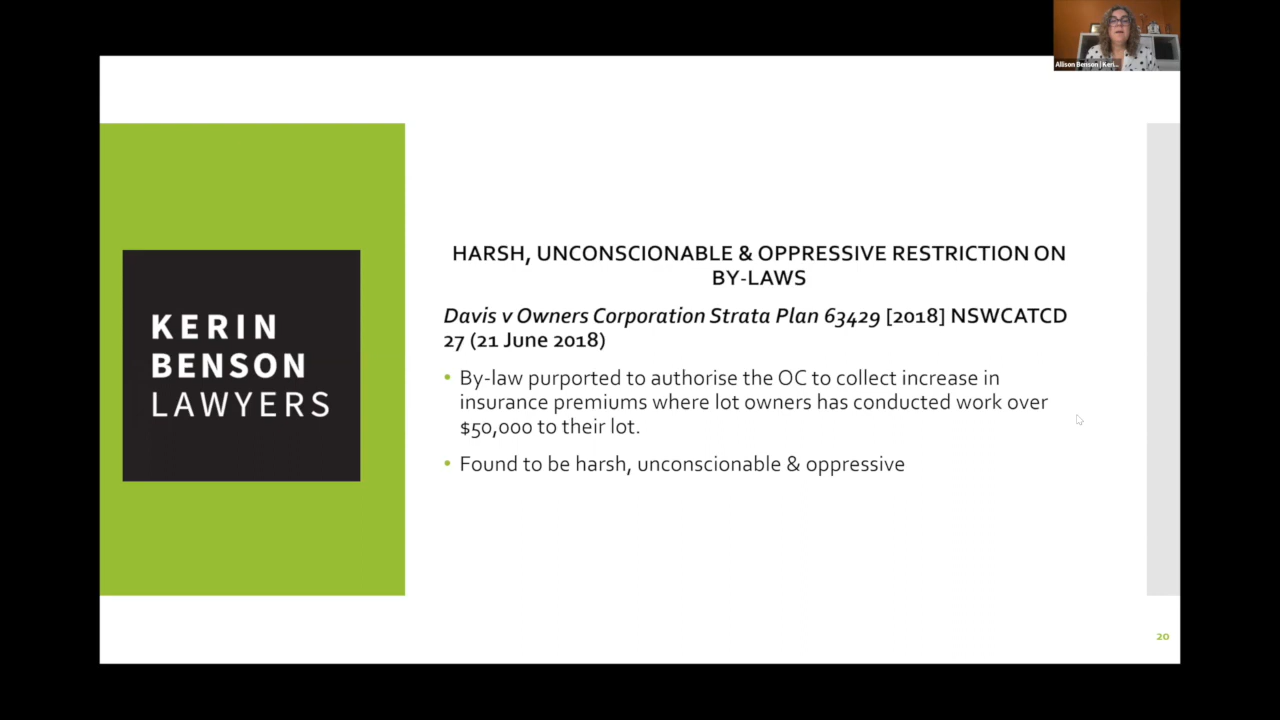 Allison Benson | Keri...
KERIN
BENSON
LAWYERS
HARSH, UNCONSCIONABLE & OPPRESSIVE RESTRICTION ON
BY-LAWS
Davis v Owners Corporation Strata Plan 63429 [2018] NSWCATCD
27 (21 June 2018)
• By-law purported to authorise the OC to collect increase in
insurance premiums where lot owners has conducted work over
$50,000 to their lot.
• Found to be harsh, unconscionable & oppressive
20